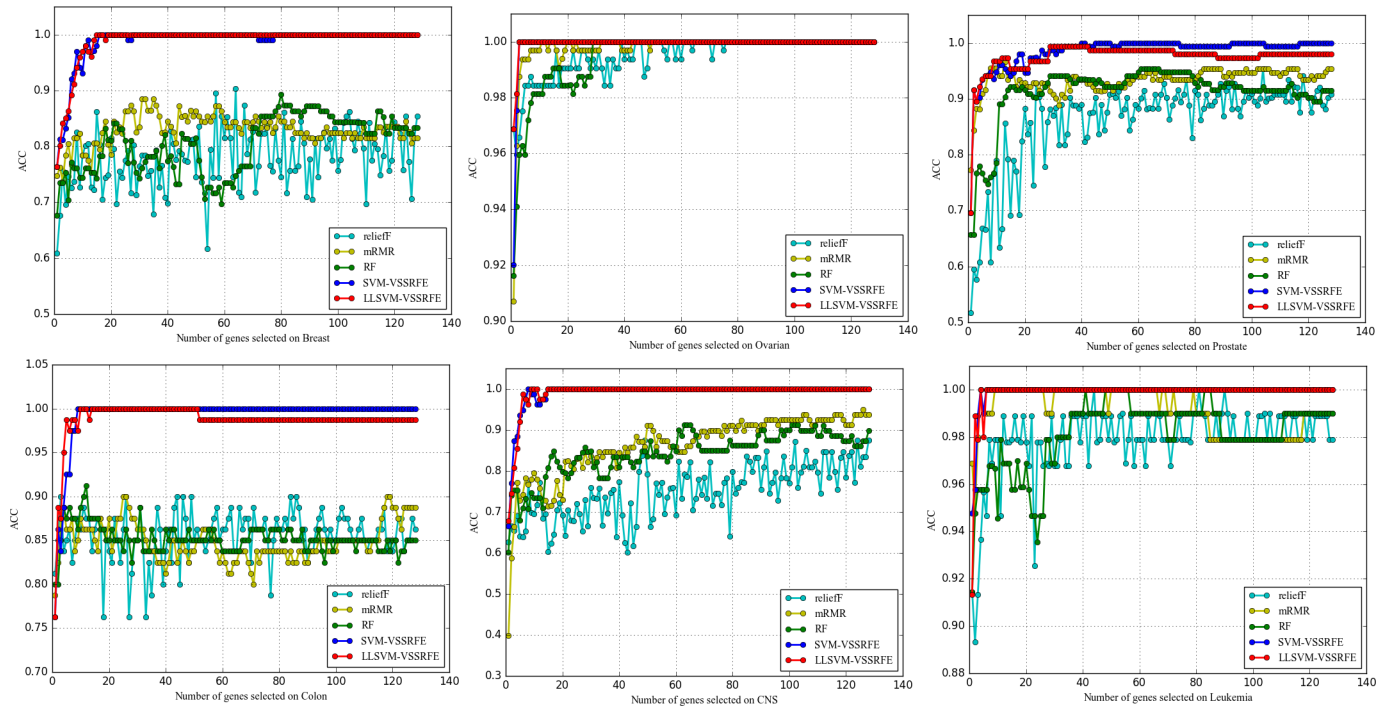 ACC
1.0
0.9
0.8
0.7
0.6
0.5
0 20 40 60 80 100 120 140
Number of genes selected on Breast
reliefF
mRMR
RF
SVM-VSSRFE
LLSVM-VSSRFE
ACC
1.00
0.98
0.96
0.94
0.92
0.90
0 20 40 60 80 100 120 140
Number of genes selected on Ovarian
reliefF
mRMR
RF
SVM-VSSRFE
LLSVM-VSSRFE
ACC
1.0
0.9
0.8
0.7
0.6
0.5
0 20 40 60 80 100 120 140
Number of genes selected on Prostate
reliefF
mRMR
RF
SVM-VSSRFE
LLSVM-VSSRFE
ACC
1.05
1.00
0.95
0.90
0.85
0.80
0.75
0.70
0 20 40 60 80 100 120 140
Number of genes selected on Colon
reliefF
mRMR
RF
SVM-VSSRFE
LLSVM-VSSRFE
ACC
1.0
0.9
0.8
0.7
0.6
0.5
0.4
0.3
0 20 40 60 80 100 120 140
Number of genes selected on CNS
reliefF
mRMR
RF
SVM-VSSRFE
LLSVM-VSSRFE
ACC
1.00
0.98
0.96
0.94
0.92
0.90
0.88
0 20 40 60 80 100 120 140
Number of genes selected on Leukemia
reliefF
mRMR
RF
SVM-VSSRFE
LLSVM-VSSRFE